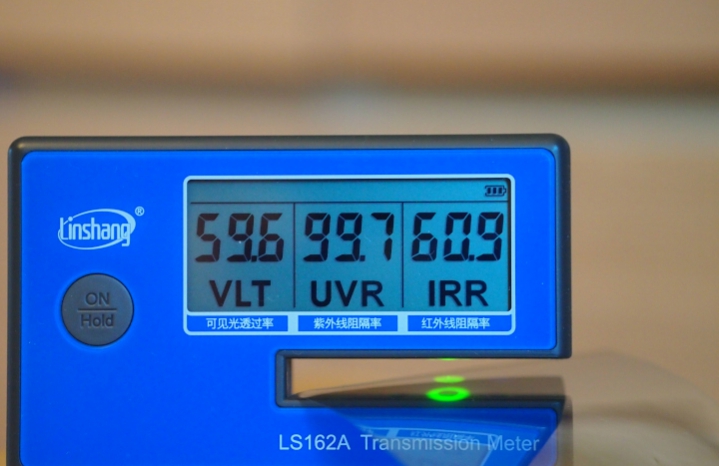 Linshang®
ON
Hold
59.6 99.7 60.9
VLT UVR IRR
可见光透过率 紫外线阻隔率 红外线阻隔率
LS162A Transmission Meter